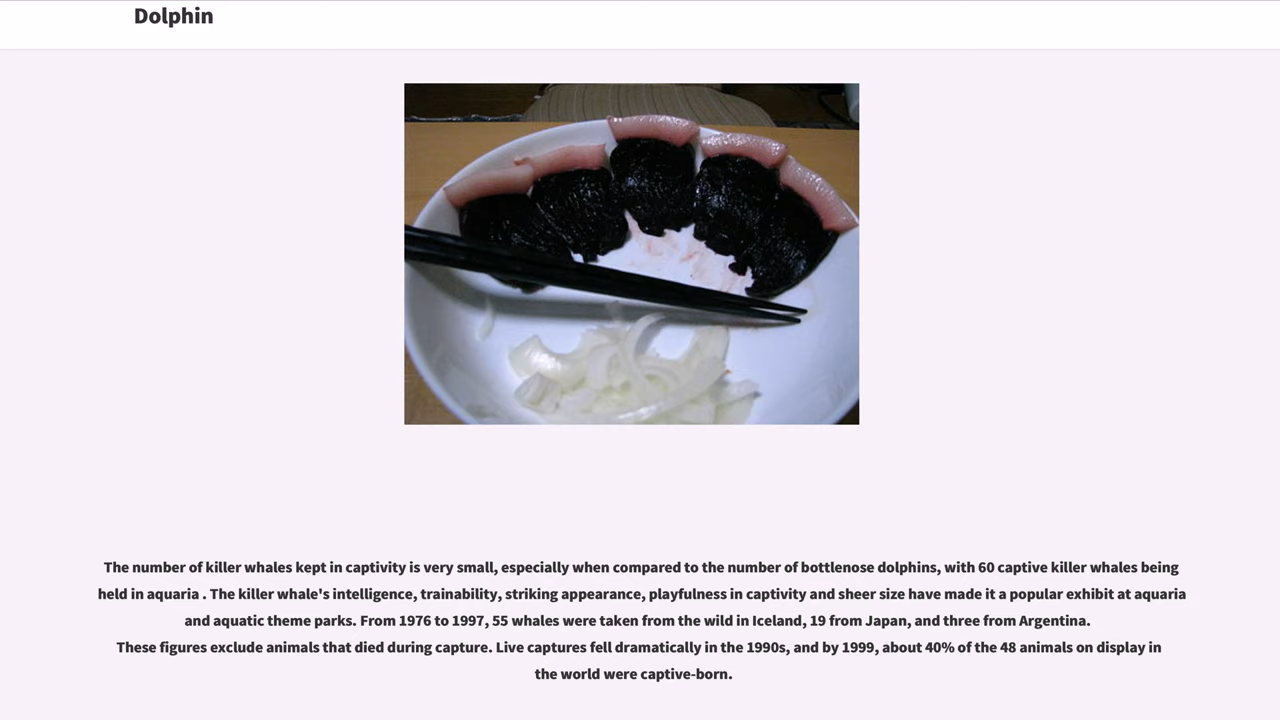 Dolphin
The number of killer whales kept in captivity is very small, especially when compared to the number of bottlenose dolphins, with 60 captive killer whales being
held in aquaria . The killer whale's intelligence, trainability, striking appearance, playfulness in captivity and sheer size have made it a popular exhibit at aquaria
and aquatic theme parks. From 1976 to 1997, 55 whales were taken from the wild in Iceland, 19 from Japan, and three from Argentina.
These figures exclude animals that died during capture. Live captures fell dramatically in the 1990s, and by 1999, about 40% of the 48 animals on display in
the world were captive-born.